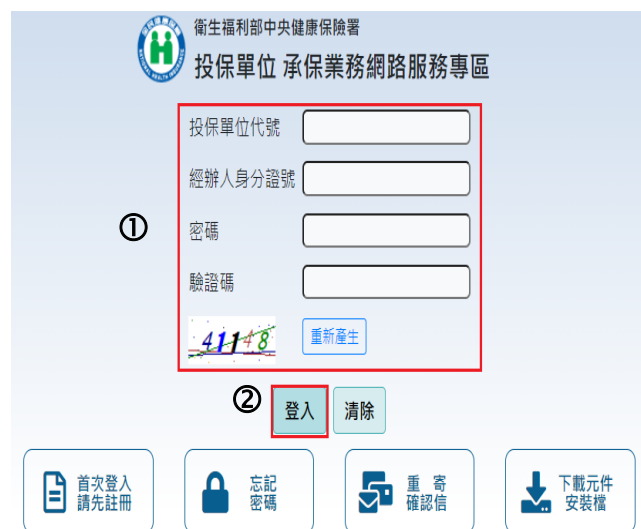 衛生福利部中央健康保險署
投保單位 承保業務網路服務專區
投保單位代號
經辦人身分證號
①
密碼
驗證碼
41148
重新產生
②
登入
清除
首次登入
請先註冊
忘記
密碼
重 寄
確認信
下載元件
安裝檔